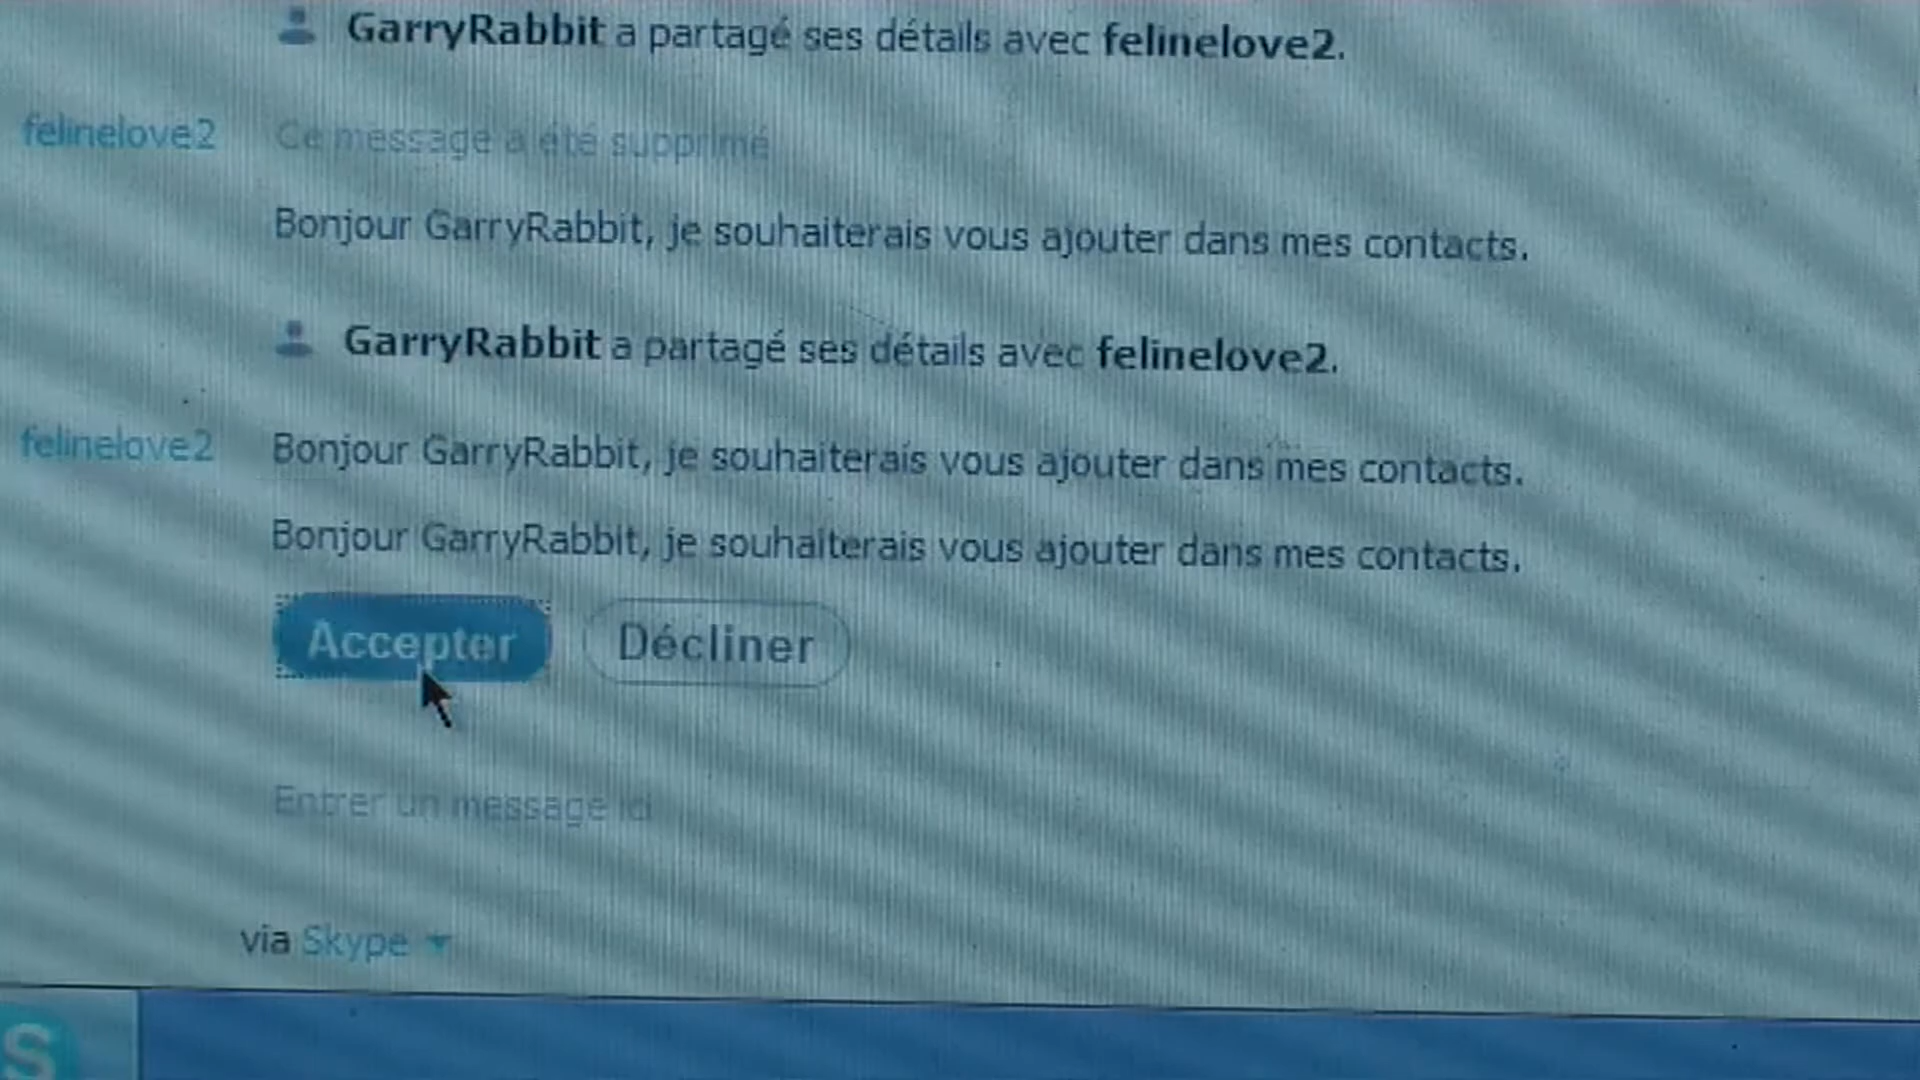 GarryRabbit a partagé ses détails avec felinelove2.
felinelove2 Ce message a été supprimé
Bonjour GarryRabbit, je souhaiterais vous ajouter dans mes contacts.
GarryRabbit a partagé ses détails avec felinelove2.
felinelove2 Bonjour GarryRabbit, je souhaiterais vous ajouter dans mes contacts.
Bonjour GarryRabbit, je souhaiterais vous ajouter dans mes contacts.
Accepter Décliner
Entrer un message ici
via Skype
S